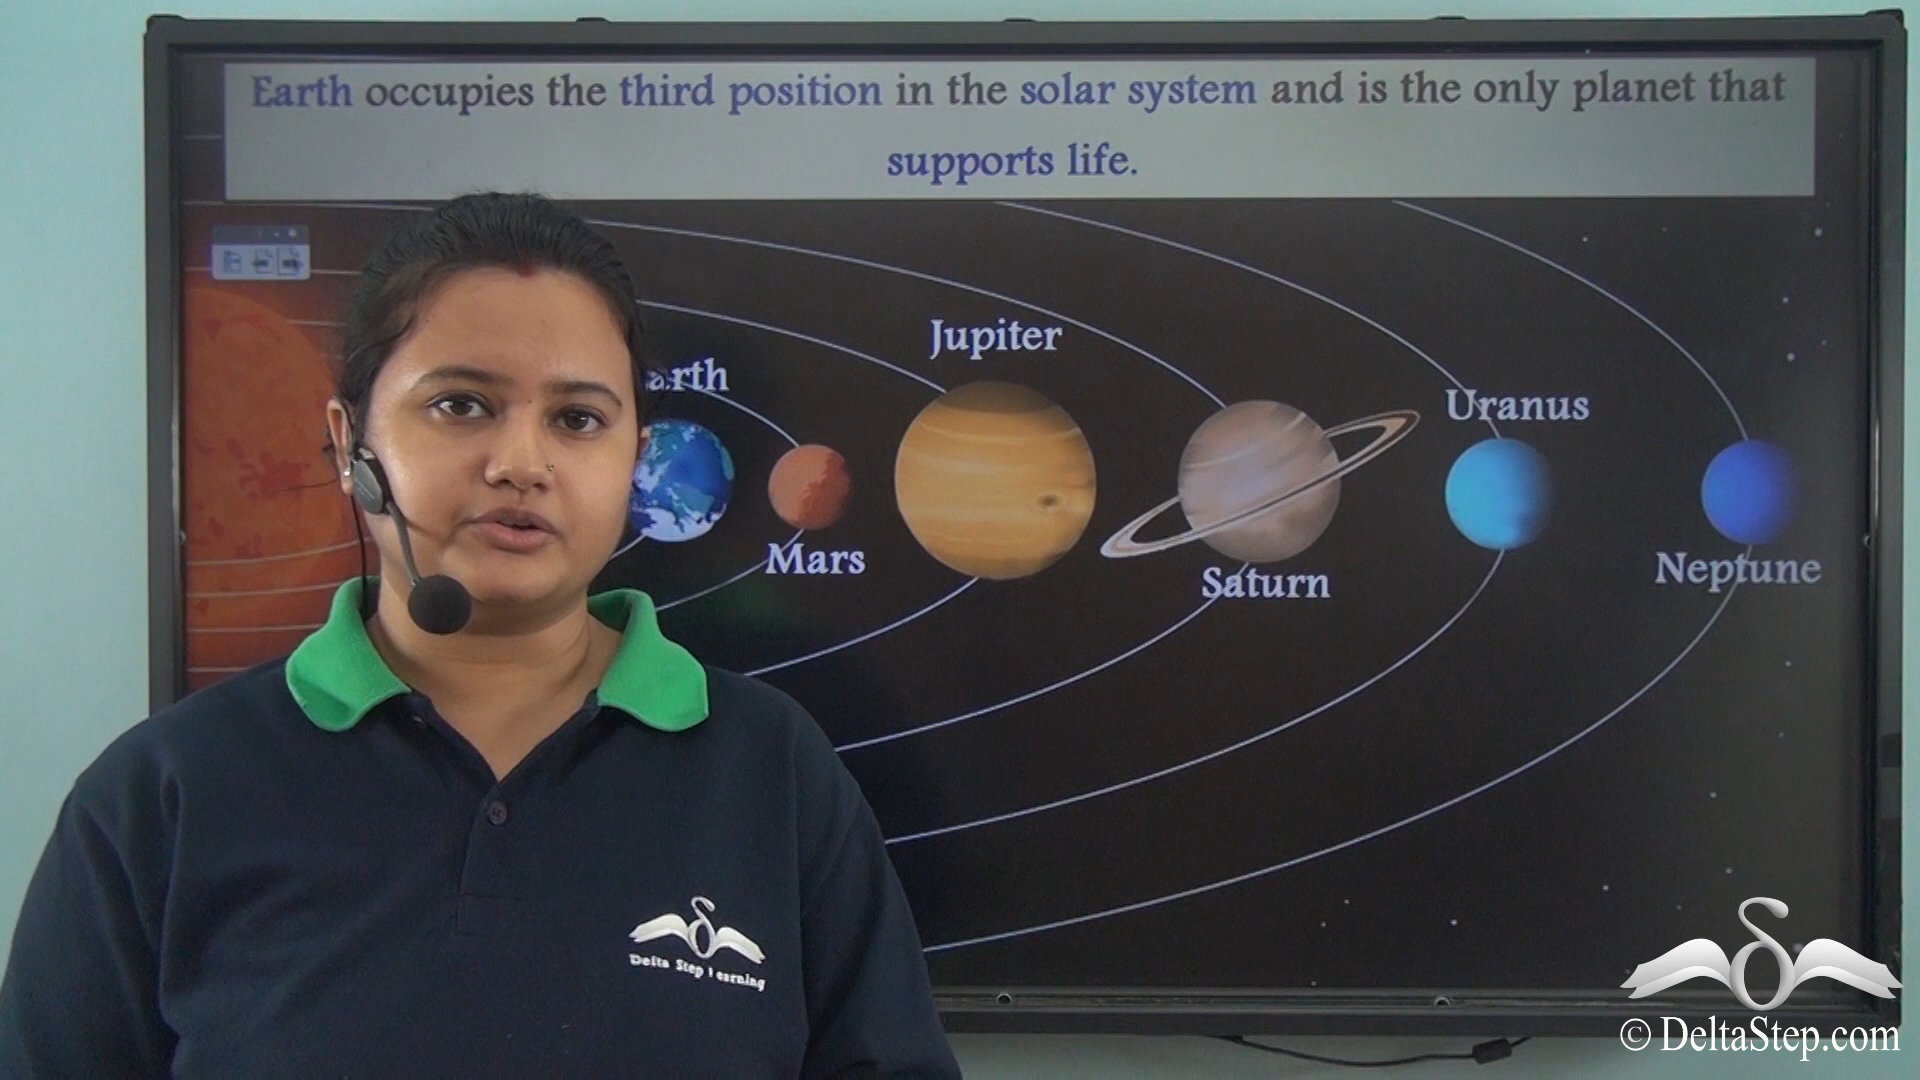 Earth occupies the third position in the solar system and is the only planet that
supports life.
Jupiter
arth
Uranus
Mars
Saturn
Neptune
Delta Step Learning
© DeltaStep.com